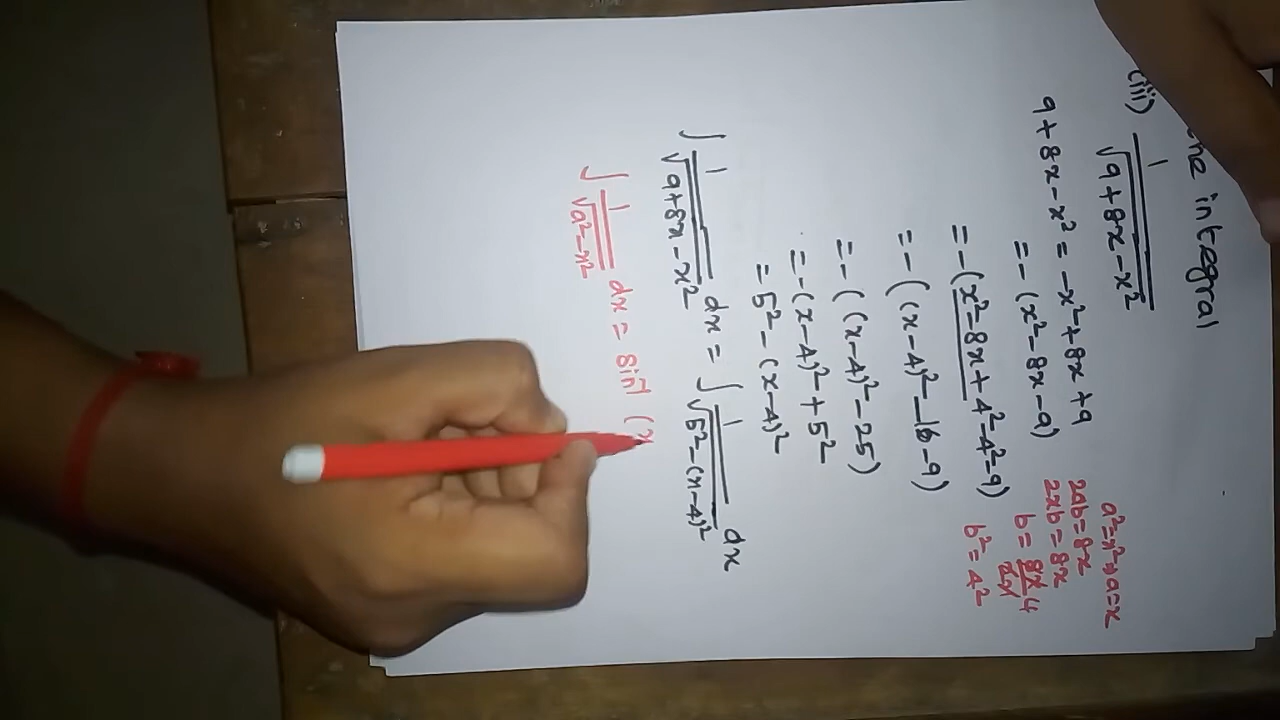 the integral
(iii) 1/√(9+8x-x²)
9+8x-x² = -x²+8x+9
= -(x²-8x-9)
= -(x²-8x+4²-4²-9)
= -((x-4)²-16-9)
= -((x-4)²-25)
= -(x-4)²+5²
= 5²-(x-4)²
∫ 1/√(9+8x-x²) dx = ∫ 1/√(5²-(x-4)²) dx
∫ 1/√(a²-x²) dx = sin⁻¹ (x
a²=x²⇒a=x
2ab=8x
2xb=8x
b = 8x/2x 4
b² = 4²